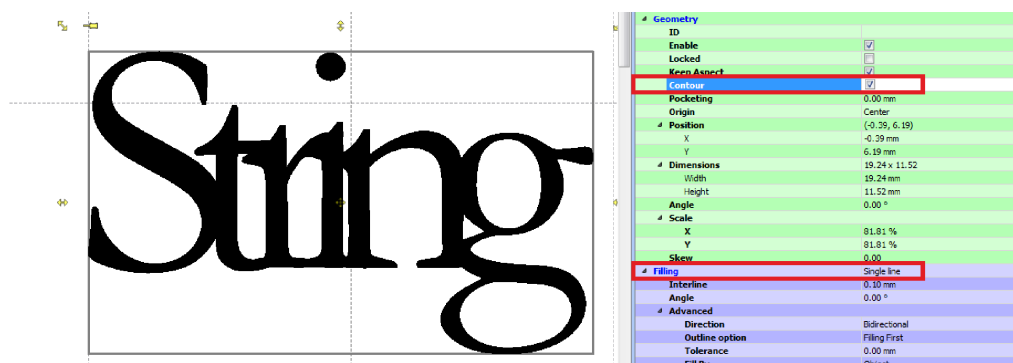 String
Geometry
ID
Enable
Locked
Keep Aspect
Contour
Pocketing 0.00 mm
Origin Center
Position (-0.39, 6.19)
X -0.39 mm
Y 6.19 mm
Dimensions 19.24 x 11.52
Width 19.24 mm
Height 11.52 mm
Angle 0.00 °
Scale
X 81.81 %
Y 81.81 %
Skew 0.00
Filling Single line
Interline 0.10 mm
Angle 0.00 °
Advanced
Direction Bidirectional
Outline option Filling First
Tolerance 0.00 mm